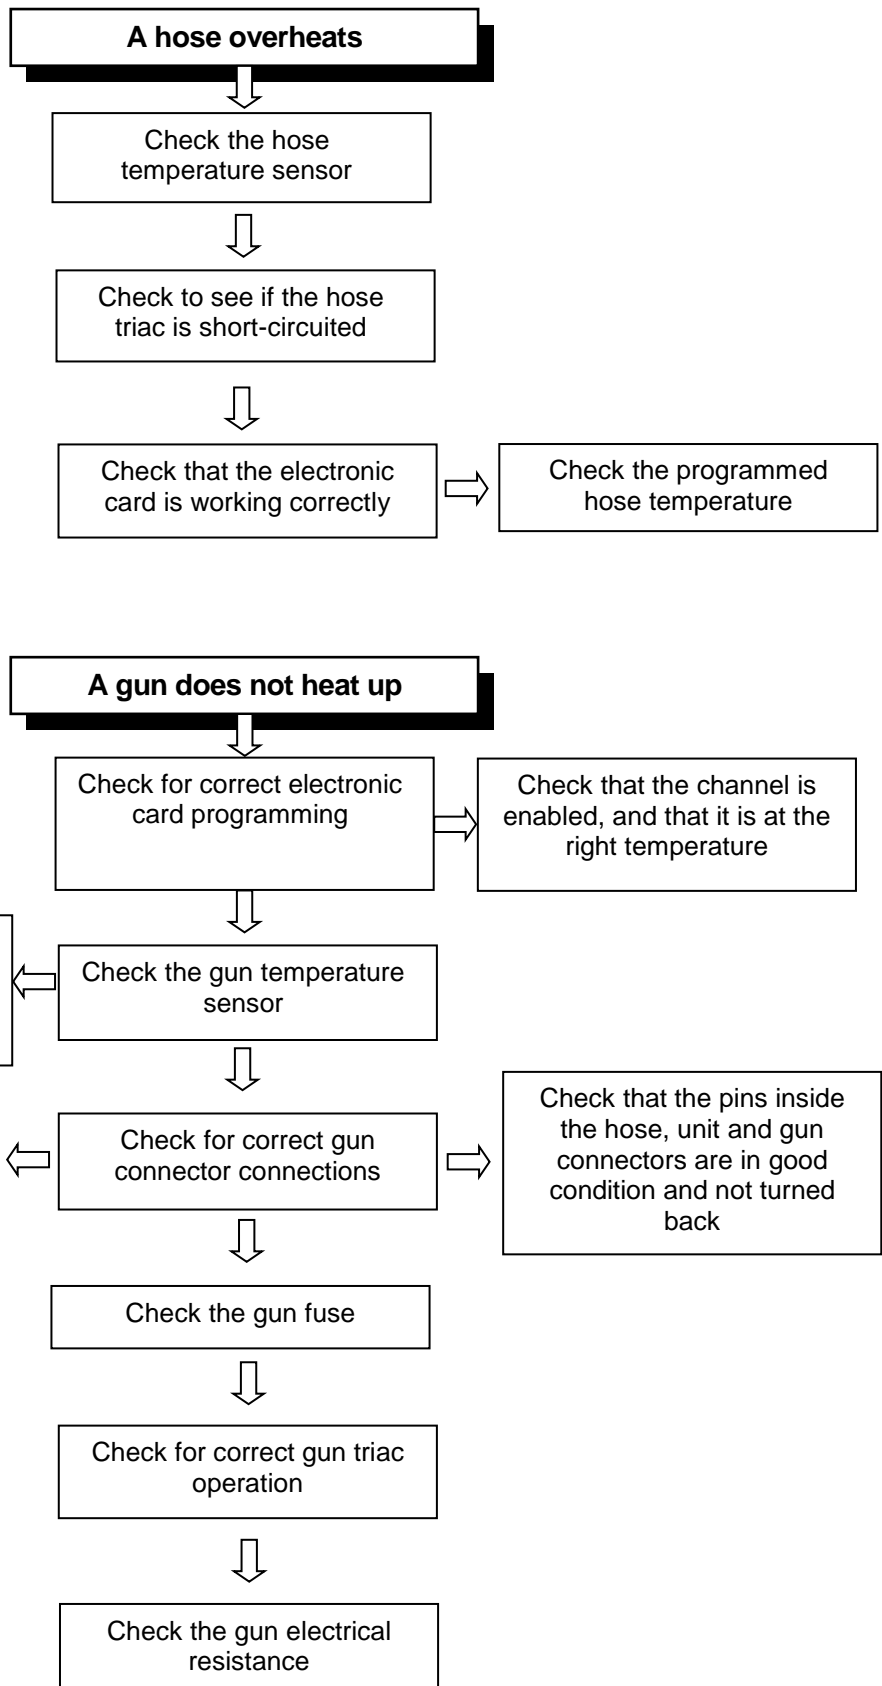 A hose overheats
Check the hose
temperature sensor
Check to see if the hose
triac is short-circuited
Check that the electronic
card is working correctly
Check the programmed
hose temperature
A gun does not heat up
Check for correct electronic
card programming
Check that the channel is
enabled, and that it is at the
right temperature
Check the gun temperature
sensor
Check for correct gun
connector connections
Check that the pins inside
the hose, unit and gun
connectors are in good
condition and not turned
back
Check the gun fuse
Check for correct gun triac
operation
Check the gun electrical
resistance